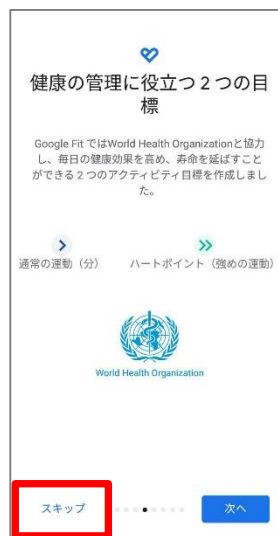 健康の管理に役立つ2つの目
標
Google Fit ではWorld Health Organizationと協力
し、毎日の健康効果を高め、寿命を延ばすこと
ができる2つのアクティビティ目標を作成しまし
た。
通常の運動（分）
ハートポイント（強めの運動）
World Health Organization
スキップ
次へ